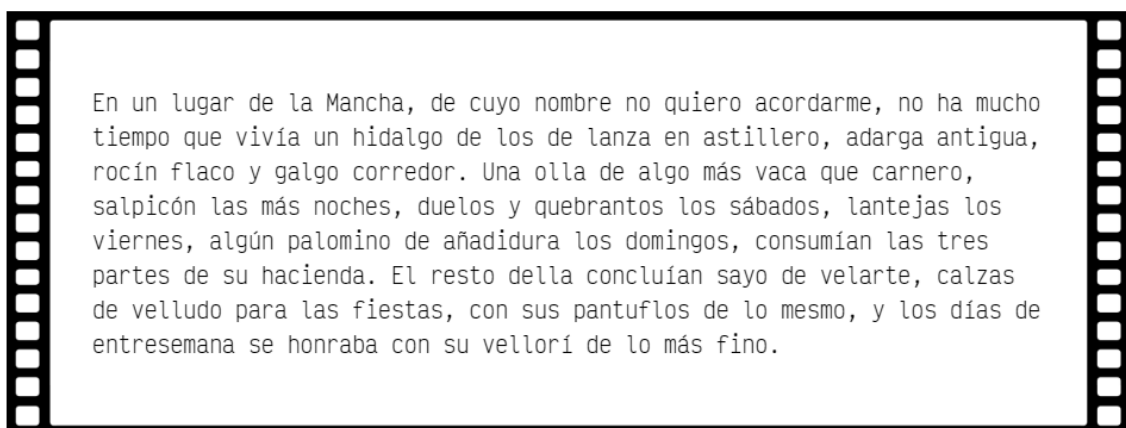 En un lugar de la Mancha, de cuyo nombre no quiero acordarme, no ha mucho
tiempo que vivía un hidalgo de los de lanza en astillero, adarga antigua,
rocín flaco y galgo corredor. Una olla de algo más vaca que carnero,
salpicón las más noches, duelos y quebrantos los sábados, lantejas los
viernes, algún palomino de añadidura los domingos, consumían las tres
partes de su hacienda. El resto della concluían sayo de velarte, calzas
de velludo para las fiestas, con sus pantuflos de lo mesmo, y los días de
entresemana se honraba con su vellorí de lo más fino.